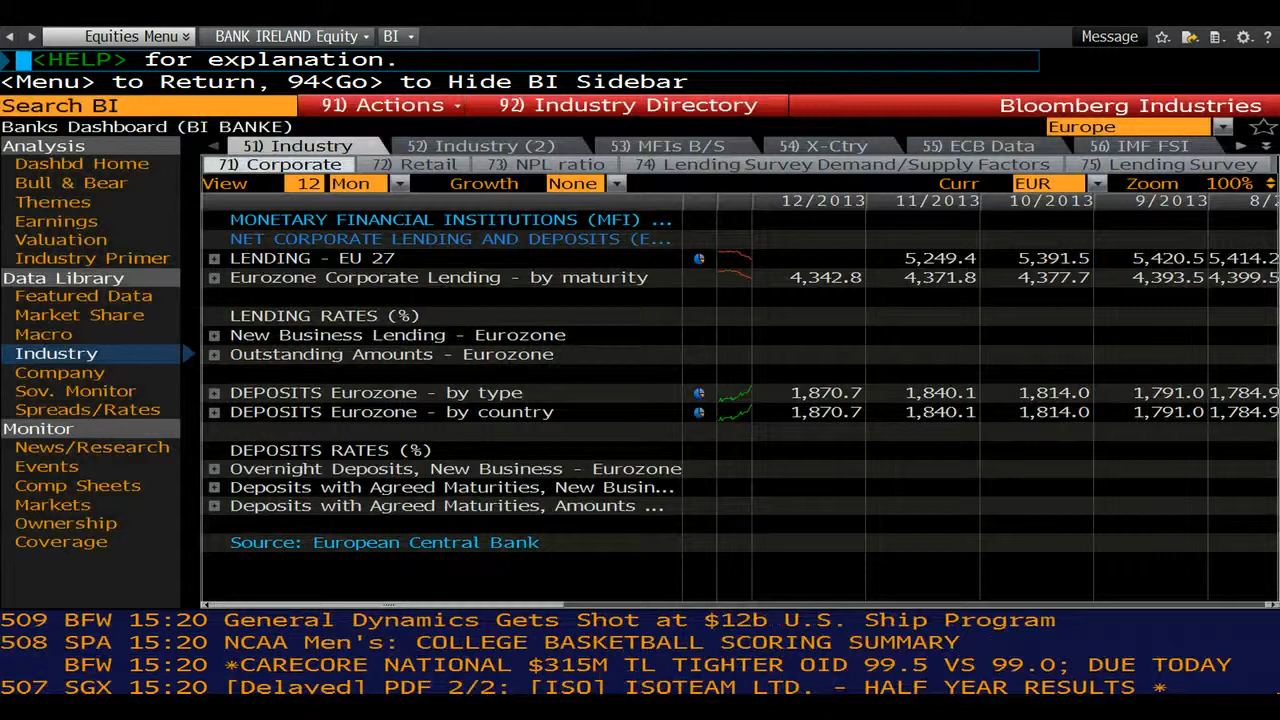 Equities Menu BANK IRELAND Equity BI Message ?
<HELP> for explanation.
<Menu> to Return, 94<Go> to Hide BI Sidebar
Search BI 91) Actions 92) Industry Directory Bloomberg Industries
Banks Dashboard (BI BANKE) Europe
Analysis 51) Industry 52) Industry (2) 53) MFIs B/S 54) X-Ctry 55) ECB Data 56) IMF FSI
Dashbd Home 71) Corporate 72) Retail 73) NPL ratio 74) Lending Survey Demand/Supply Factors 75) Lending Survey
Bull & Bear View 12 Mon Growth None Curr EUR Zoom 100%
Themes 12/2013 11/2013 10/2013 9/2013 8/2
Earnings MONETARY FINANCIAL INSTITUTIONS (MFI) ...
Valuation NET CORPORATE LENDING AND DEPOSITS (E...
Industry Primer LENDING - EU 27 5,249.4 5,391.5 5,420.5 5,414.2
Data Library Eurozone Corporate Lending - by maturity 4,342.8 4,371.8 4,377.7 4,393.5 4,399.5
Featured Data
Market Share LENDING RATES (%)
Macro New Business Lending - Eurozone
Industry Outstanding Amounts - Eurozone
Company
Sov. Monitor DEPOSITS Eurozone - by type 1,870.7 1,840.1 1,814.0 1,791.0 1,784.9
Spreads/Rates DEPOSITS Eurozone - by country 1,870.7 1,840.1 1,814.0 1,791.0 1,784.9
Monitor
News/Research DEPOSITS RATES (%)
Events Overnight Deposits, New Business - Eurozone
Comp Sheets Deposits with Agreed Maturities, New Busin...
Markets Deposits with Agreed Maturities, Amounts ...
Ownership
Coverage Source: European Central Bank
509 BFW 15:20 General Dynamics Gets Shot at $12b U.S. Ship Program
508 SPA 15:20 NCAA Men's: COLLEGE BASKETBALL SCORING SUMMARY
BFW 15:20 *CARECORE NATIONAL $315M TL TIGHTER OID 99.5 VS 99.0; DUE TODAY
507 SGX 15:20 [Delayed] PDF 2/2: [ISO] ISOTEAM LTD. - HALF YEAR RESULTS *